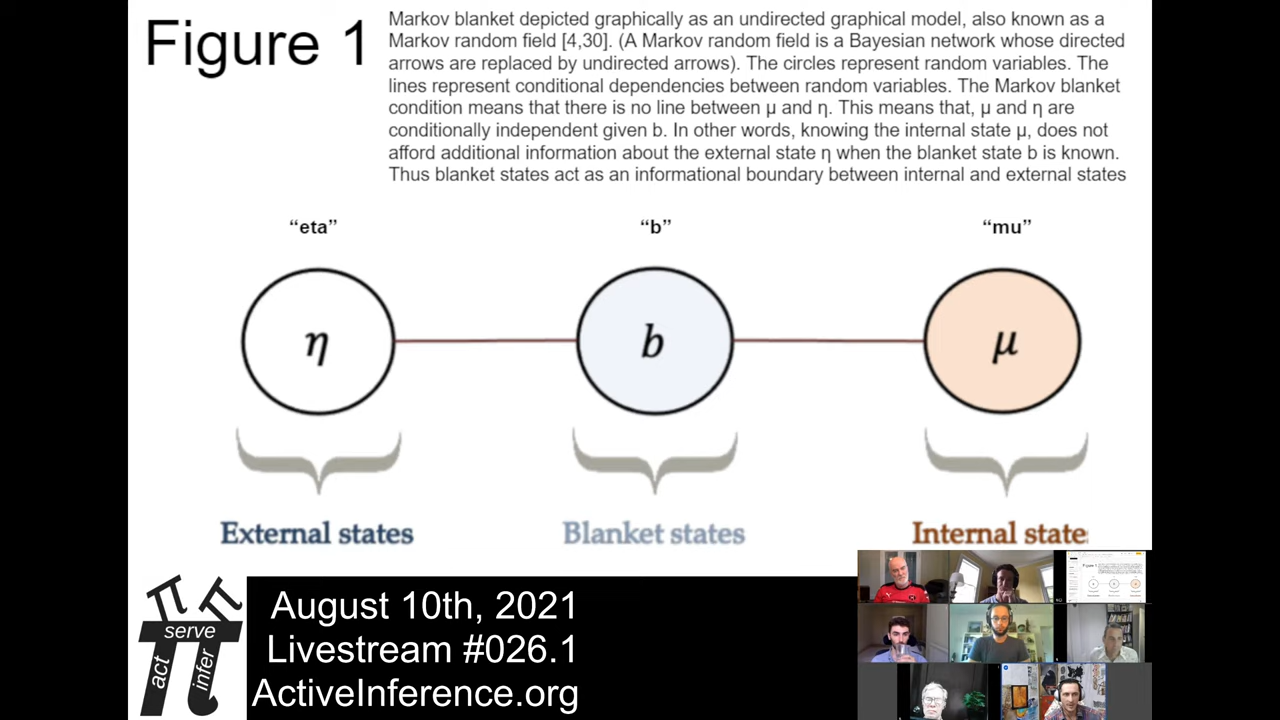 Figure 1
Markov blanket depicted graphically as an undirected graphical model, also known as a
Markov random field [4,30]. (A Markov random field is a Bayesian network whose directed
arrows are replaced by undirected arrows). The circles represent random variables. The
lines represent conditional dependencies between random variables. The Markov blanket
condition means that there is no line between μ and η. This means that, μ and η are
conditionally independent given b. In other words, knowing the internal state μ, does not
afford additional information about the external state η when the blanket state b is known.
Thus blanket states act as an informational boundary between internal and external states
“eta”
“b”
“mu”
η
b
μ
External states
Blanket states
Internal state
serve
act
infer
August 2021
Livestream #026.1
ActiveInference.org